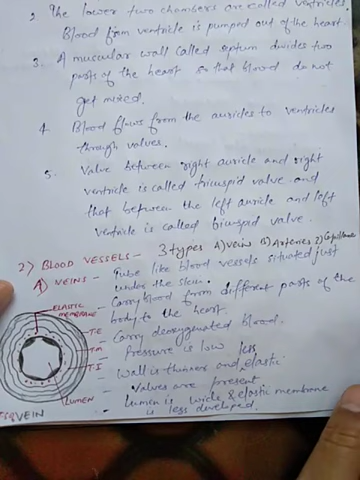 2. The lower two chambers are called ventricles.
Blood from ventricle is pumped out of the heart
3. A muscular wall called septum divides two
parts of the heart so that blood do not
get mixed.
4. Blood flows from the auricles to ventricles
through valves.
5. Valve between right auricle and right
ventricle is called tricuspid valve and
that between the left auricle and left
ventricle is called bicuspid valve.
2) BLOOD VESSELS - 3 types A) vein B) Arteries
1) VEINS - Tube like blood vessels situated just
under the skin.
ELASTIC MEMBRANE
- Carry blood from different parts of the
body to the heart.
T.E - Carry deoxygenated blood.
T.M - Pressure is low
T.I - Wall is thinner and less elastic
- Valves are present
LUMEN - Lumen is wide & elastic membrane
is less developed.
VEIN